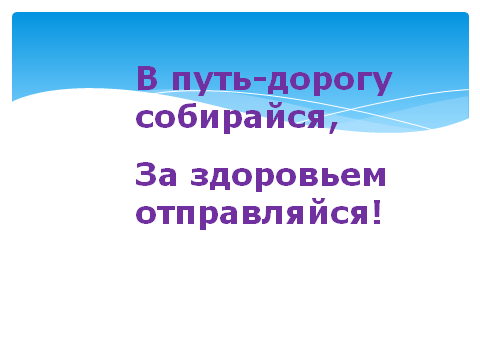 В путь-дорогу
собирайся,
За здоровьем
отправляйся!